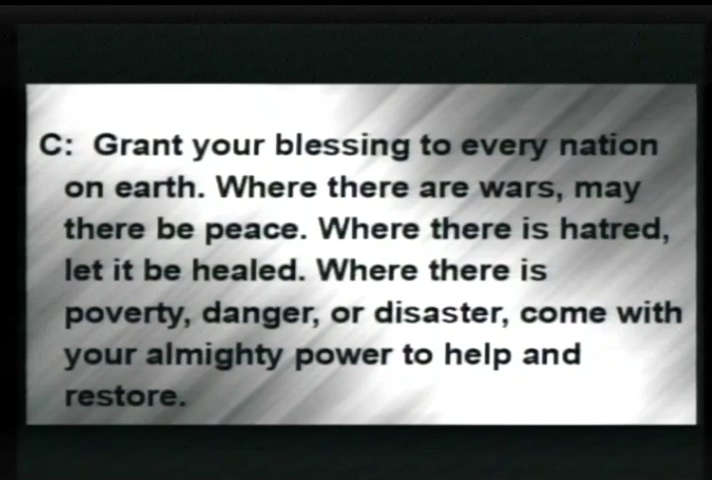 C: Grant your blessing to every nation
on earth. Where there are wars, may
there be peace. Where there is hatred,
let it be healed. Where there is
poverty, danger, or disaster, come with
your almighty power to help and
restore.